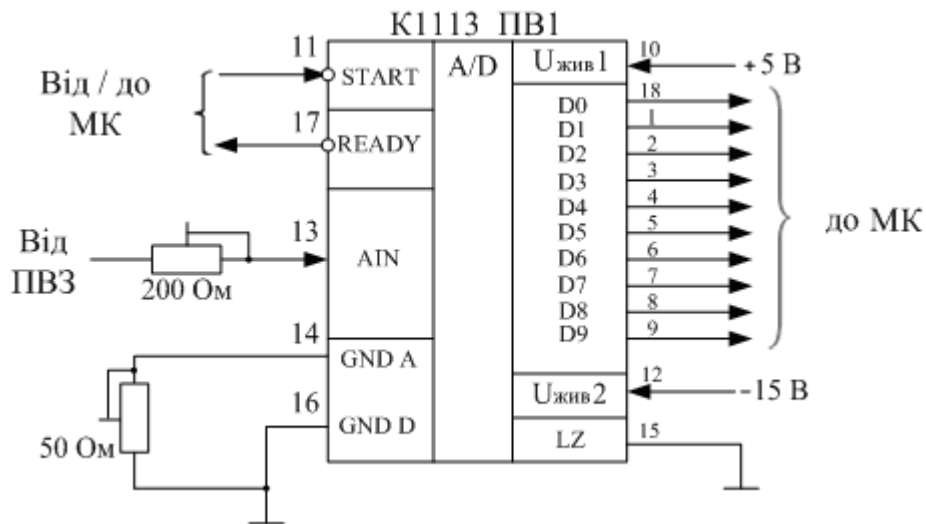 К1113 ПВ1
Від / до
МК
11
START
17
READY
A/D
Uжив1
10
+5 В
D0
18
D1
1
D2
2
D3
3
D4
4
D5
5
D6
6
D7
7
D8
8
D9
9
до МК
Від
ПВЗ
200 Ом
13
AIN
14
GND A
16
GND D
50 Ом
Uжив2
12
−15 В
LZ
15